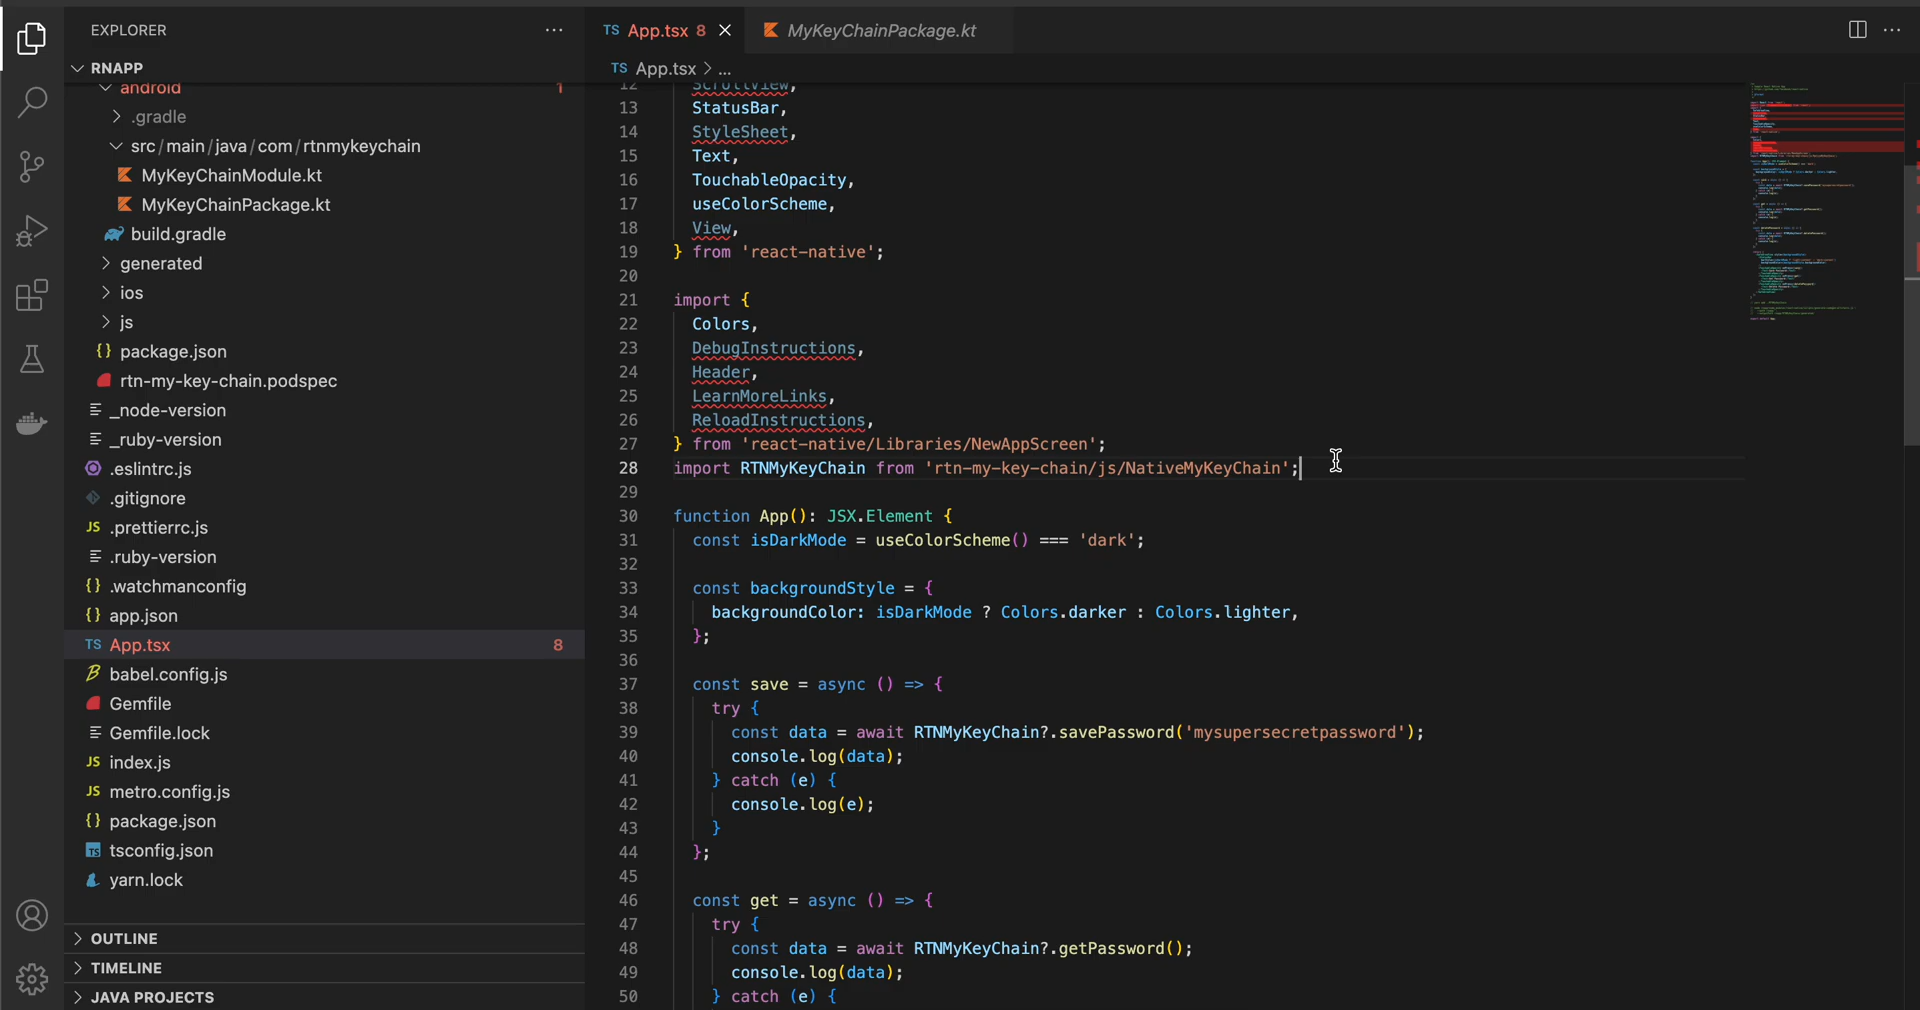 EXPLORER
RNAPP
android 1
.gradle
src/main/java/com/rtnmykeychain
MyKeyChainModule.kt
MyKeyChainPackage.kt
build.gradle
generated
ios
js
{} package.json
rtn-my-key-chain.podspec
_node-version
_ruby-version
.eslintrc.js
.gitignore
JS .prettierrc.js
.ruby-version
{} .watchmanconfig
{} app.json
TS App.tsx 8
babel.config.js
Gemfile
Gemfile.lock
JS index.js
JS metro.config.js
{} package.json
TS tsconfig.json
yarn.lock
OUTLINE
TIMELINE
JAVA PROJECTS
TS App.tsx 8
MyKeyChainPackage.kt
TS App.tsx > ...
12 ScrollView,
13 StatusBar,
14 StyleSheet,
15 Text,
16 TouchableOpacity,
17 useColorScheme,
18 View,
19 } from 'react-native';
20
21 import {
22 Colors,
23 DebugInstructions,
24 Header,
25 LearnMoreLinks,
26 ReloadInstructions,
27 } from 'react-native/Libraries/NewAppScreen';
28 import RTNMyKeyChain from 'rtn-my-key-chain/js/NativeMyKeyChain';
29
30 function App(): JSX.Element {
31 const isDarkMode = useColorScheme() === 'dark';
32
33 const backgroundStyle = {
34 backgroundColor: isDarkMode ? Colors.darker : Colors.lighter,
35 };
36
37 const save = async () => {
38 try {
39 const data = await RTNMyKeyChain?.savePassword('mysupersecretpassword');
40 console.log(data);
41 } catch (e) {
42 console.log(e);
43 }
44 };
45
46 const get = async () => {
47 try {
48 const data = await RTNMyKeyChain?.getPassword();
49 console.log(data);
50 } catch (e) {